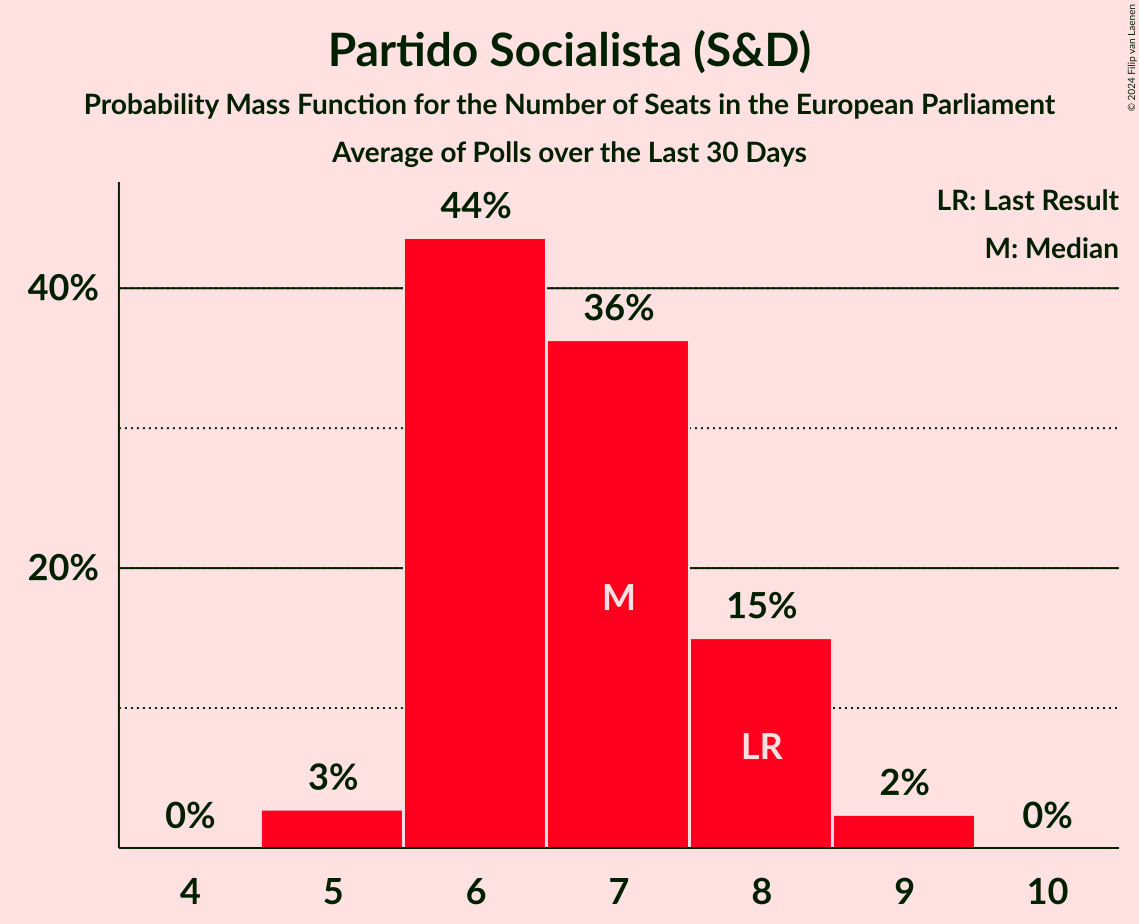 Partido Socialista (S&D)
Probability Mass Function for the Number of Seats in the European Parliament
Average of Polls over the Last 30 Days
© 2024 Filip van Laenen
LR: Last Result
M: Median
40%
20%
0%
3%
44%
36%
15%
2%
0%
M
LR
4
5
6
7
8
9
10